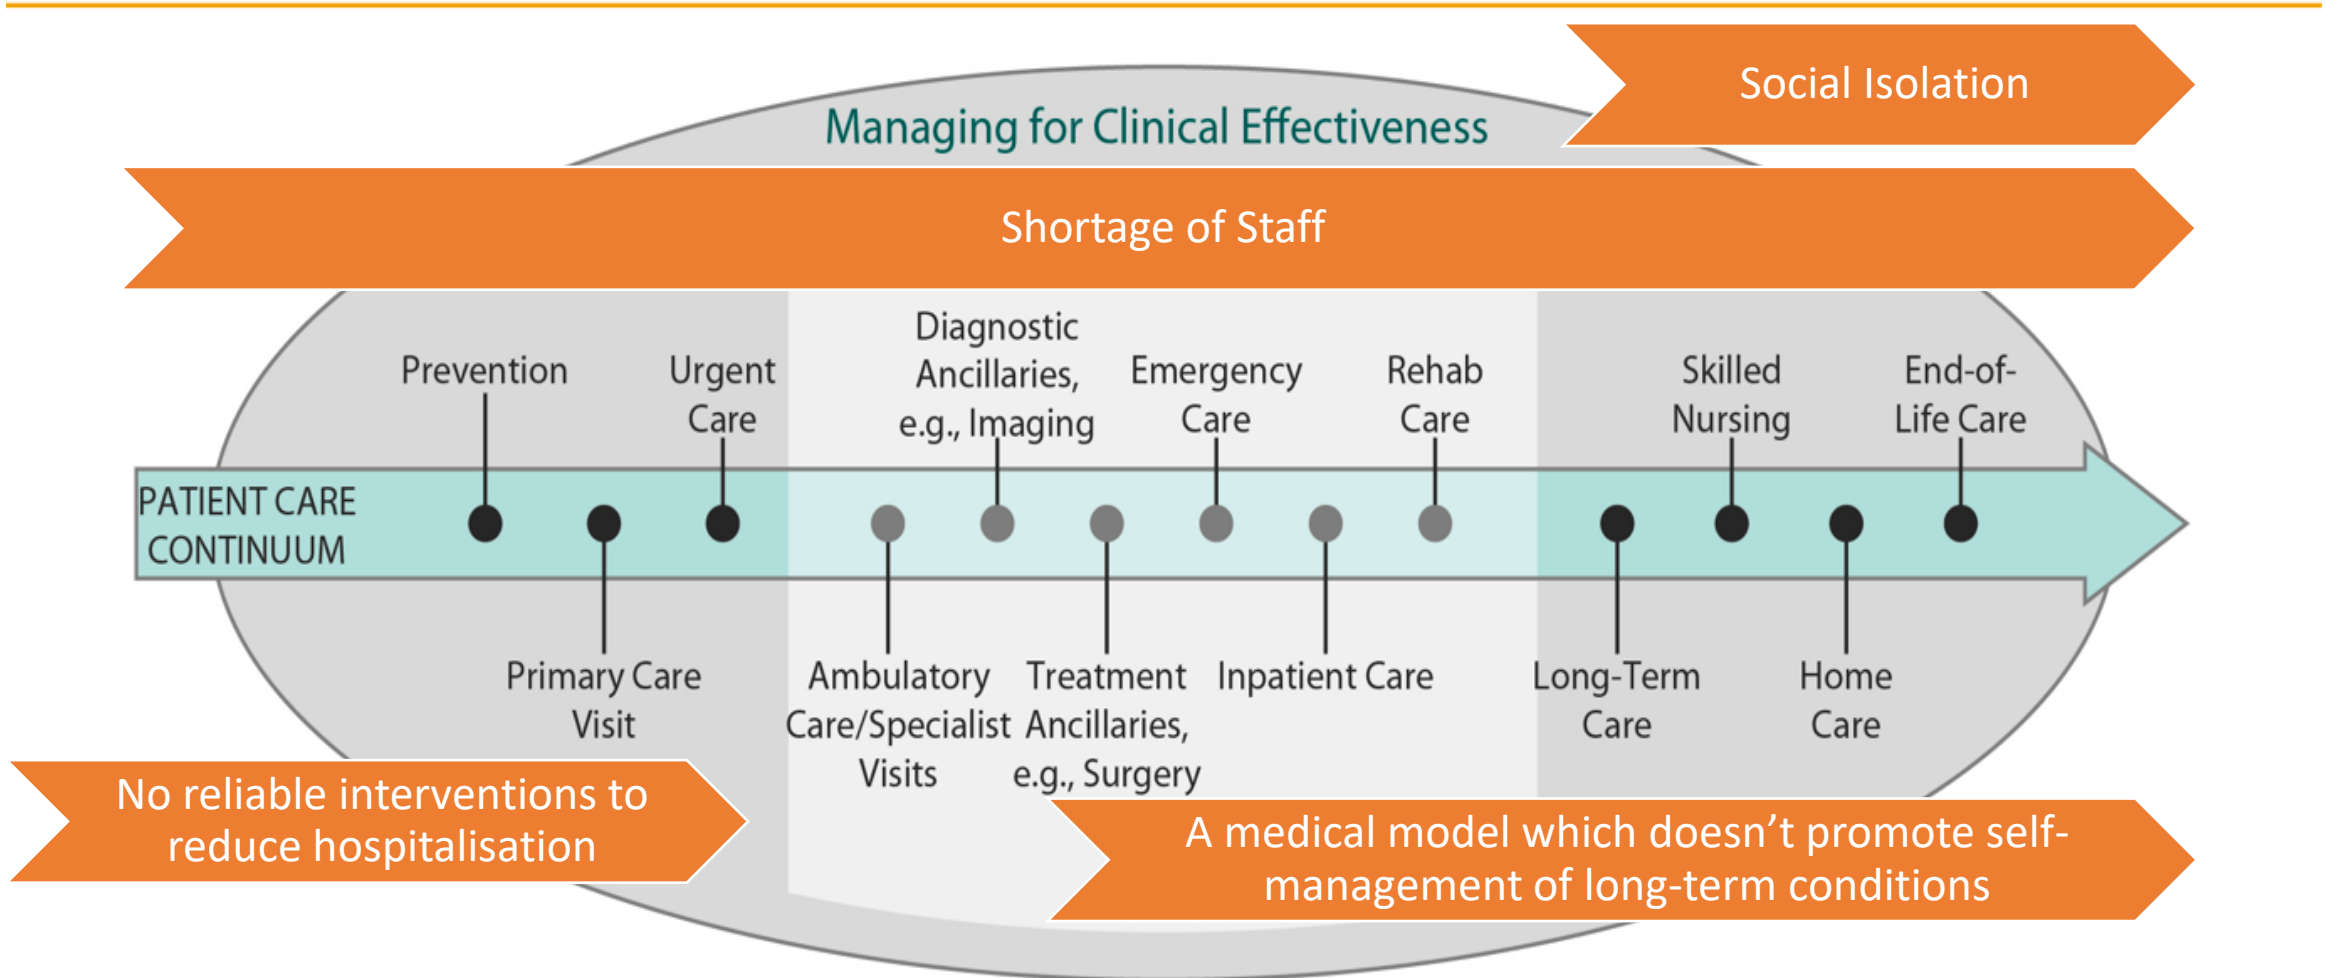 Social Isolation
Managing for Clinical Effectiveness
Shortage of Staff
Prevention
Urgent
Care
Diagnostic
Ancillaries,
e.g., Imaging
Emergency
Care
Rehab
Care
Skilled
Nursing
End-of-
Life Care
PATIENT CARE
CONTINUUM
Primary Care
Visit
Ambulatory
Care/Specialist
Visits
Treatment
Ancillaries,
e.g., Surgery
Inpatient Care
Long-Term
Care
Home
Care
No reliable interventions to
reduce hospitalisation
A medical model which doesn’t promote self-
management of long-term conditions